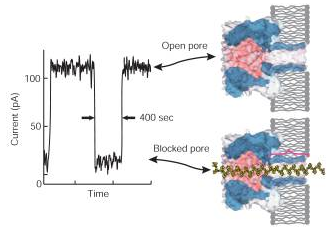 Open pore
100
Current (pA)
400 sec
50
Blocked pore
0
Time